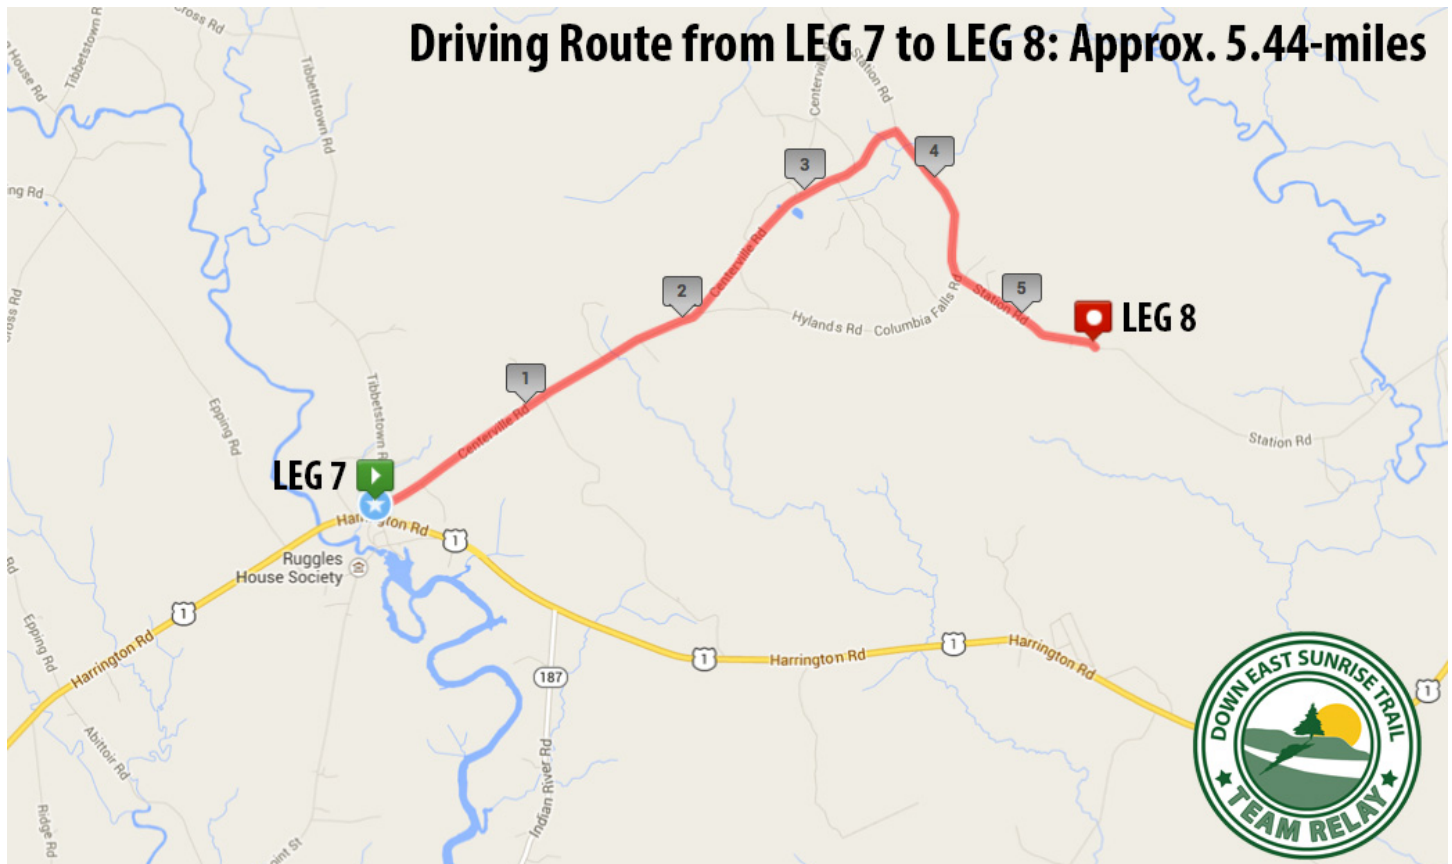 Driving Route from LEG 7 to LEG 8: Approx. 5.44-miles
Cross Rd
Tibbetstown R
House Rd
Tibbettstown Rd
Centerville
Station Rd
ng Rd
3
4
Centerville Rd
2
5
Station Rd
LEG 8
Hylands Rd
Columbia Falls Rd
oss Rd
1
Centerville Rd
Tibbetstown R
Epping Rd
Station Rd
LEG 7
Harrington Rd
1
Ruggles
House Society
1
Rd
Epping Rd
Harrington Rd
1
Harrington Rd
1
Harrington Rd
187
1
Abittoir Rd
Indian River Rd
Ridge Rd
oint St
DOWN EAST SUNRISE TRAIL
TEAM RELAY